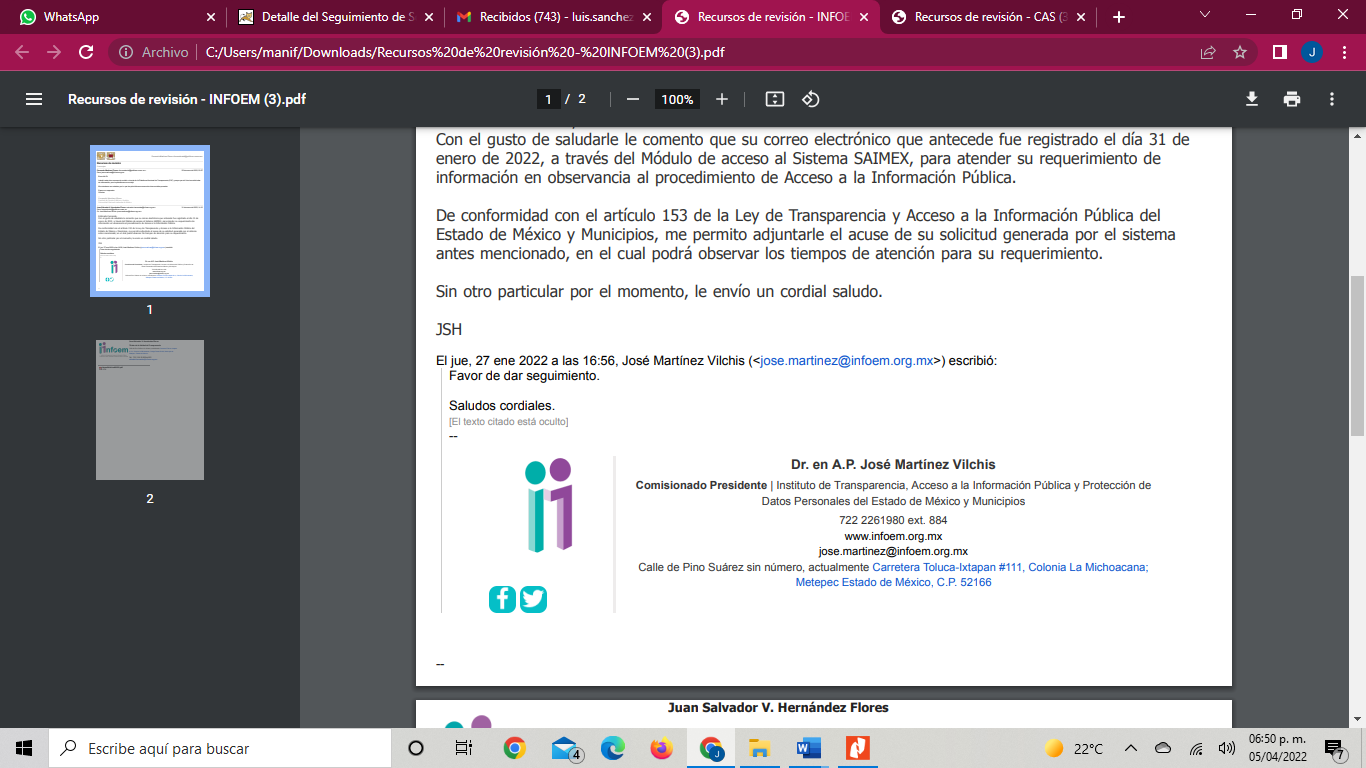 WhatsApp
Detalle del Seguimiento de S
Recibidos (743) - luis.sanchez
Recursos de revisión - INFOE
Recursos de revisión - CAS (3
Archivo
C:/Users/manif/Downloads/Recursos%20de%20revisión%20-%20INFOEM%20(3).pdf
J
Recursos de revisión - INFOEM (3).pdf
1 / 2
100%
Con el gusto de saludarle le comento que su correo electrónico que antecede fue registrado el día 31 de
enero de 2022, a través del Módulo de acceso al Sistema SAIMEX, para atender su requerimiento de
información en observancia al procedimiento de Acceso a la Información Pública.
De conformidad con el artículo 153 de la Ley de Transparencia y Acceso a la Información Pública del
Estado de México y Municipios, me permito adjuntarle el acuse de su solicitud generada por el sistema
antes mencionado, en el cual podrá observar los tiempos de atención para su requerimiento.
Sin otro particular por el momento, le envío un cordial saludo.
JSH
El jue, 27 ene 2022 a las 16:56, José Martínez Vilchis (<jose.martinez@infoem.org.mx>) escribió:
Favor de dar seguimiento.
Saludos cordiales.
[El texto citado está oculto]
--
Dr. en A.P. José Martínez Vilchis
Comisionado Presidente | Instituto de Transparencia, Acceso a la Información Pública y Protección de
Datos Personales del Estado de México y Municipios
722 2261980 ext. 884
www.infoem.org.mx
jose.martinez@infoem.org.mx
Calle de Pino Suárez sin número, actualmente Carretera Toluca-Ixtapan #111, Colonia La Michoacana;
Metepec Estado de México, C.P. 52166
--
Juan Salvador V. Hernández Flores
1
infoem
2
Escribe aquí para buscar
4
J
22°C
06:50 p. m.
05/04/2022
7